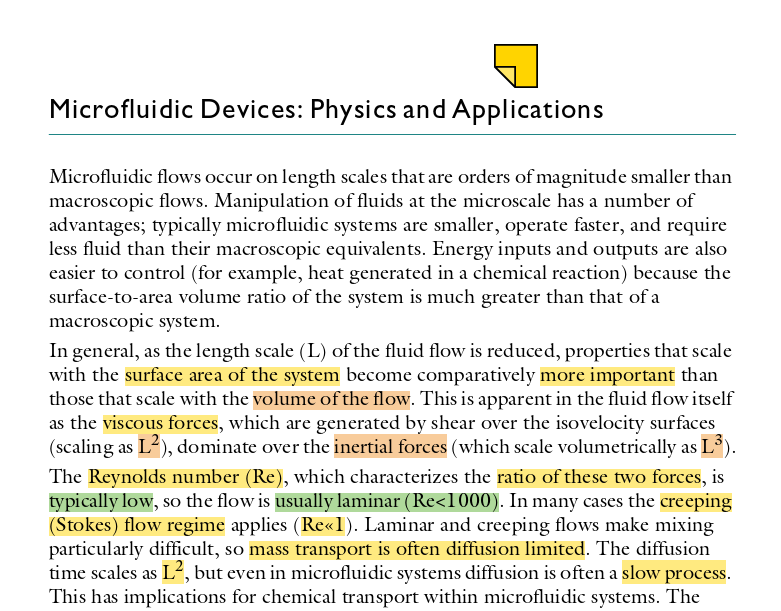 Microfluidic Devices: Physics and Applications
Microfluidic flows occur on length scales that are orders of magnitude smaller than
macroscopic flows. Manipulation of fluids at the microscale has a number of
advantages; typically microfluidic systems are smaller, operate faster, and require
less fluid than their macroscopic equivalents. Energy inputs and outputs are also
easier to control (for example, heat generated in a chemical reaction) because the
surface-to-area volume ratio of the system is much greater than that of a
macroscopic system.
In general, as the length scale (L) of the fluid flow is reduced, properties that scale
with the surface area of the system become comparatively more important than
those that scale with the volume of the flow. This is apparent in the fluid flow itself
as the viscous forces, which are generated by shear over the isovelocity surfaces
(scaling as L²), dominate over the inertial forces (which scale volumetrically as L³).
The Reynolds number (Re), which characterizes the ratio of these two forces, is
typically low, so the flow is usually laminar (Re<1000). In many cases the creeping
(Stokes) flow regime applies (Re«1). Laminar and creeping flows make mixing
particularly difficult, so mass transport is often diffusion limited. The diffusion
time scales as L², but even in microfluidic systems diffusion is often a slow process.
This has implications for chemical transport within microfluidic systems. The